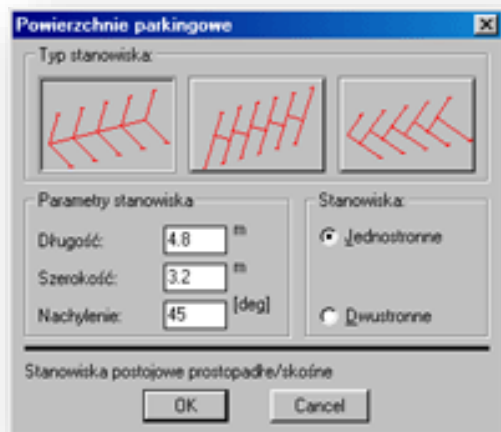 Powierzchnie parkingowe
Typ stanowiska:
Parametry stanowiska
Długość: 4.8 m
Szerokość: 3.2 m
Nachylenie: 45 [deg]
Stanowiska:
Jednostronne
Dwustronne
Stanowiska postojowe prostopadłe/skośne
OK Cancel